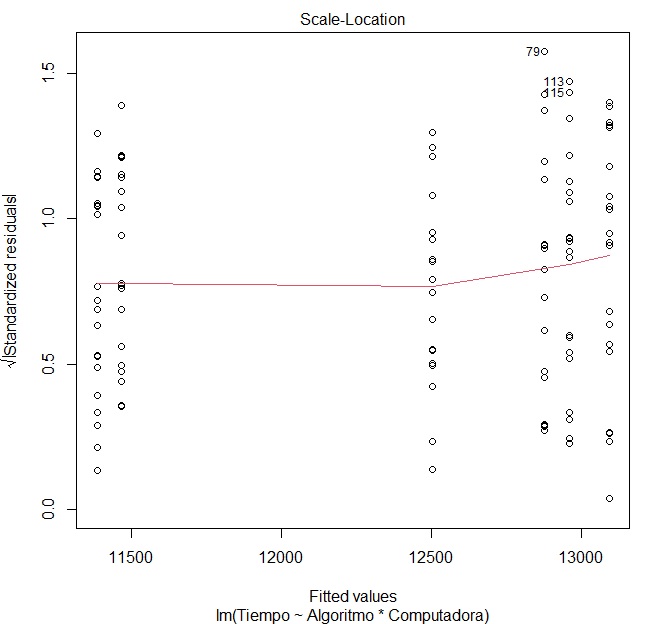 Scale-Location
√|Standardized residuals|
1.5
1.0
0.5
0.0
79
113
115
11500 12000 12500 13000
Fitted values
lm(Tiempo ~ Algoritmo * Computadora)